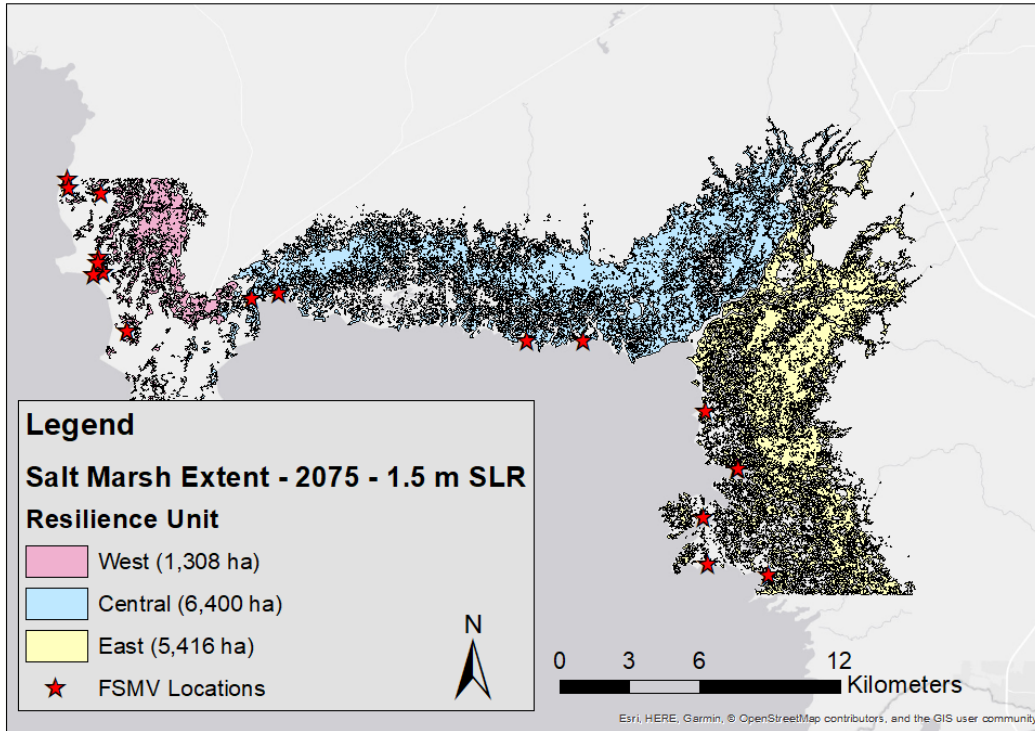 Legend
Salt Marsh Extent - 2075 - 1.5 m SLR
Resilience Unit
West (1,308 ha)
Central (6,400 ha)
East (5,416 ha)
FSMV Locations
N
0 3 6 12
Kilometers
Esri, HERE, Garmin, © OpenStreetMap contributors, and the GIS user community